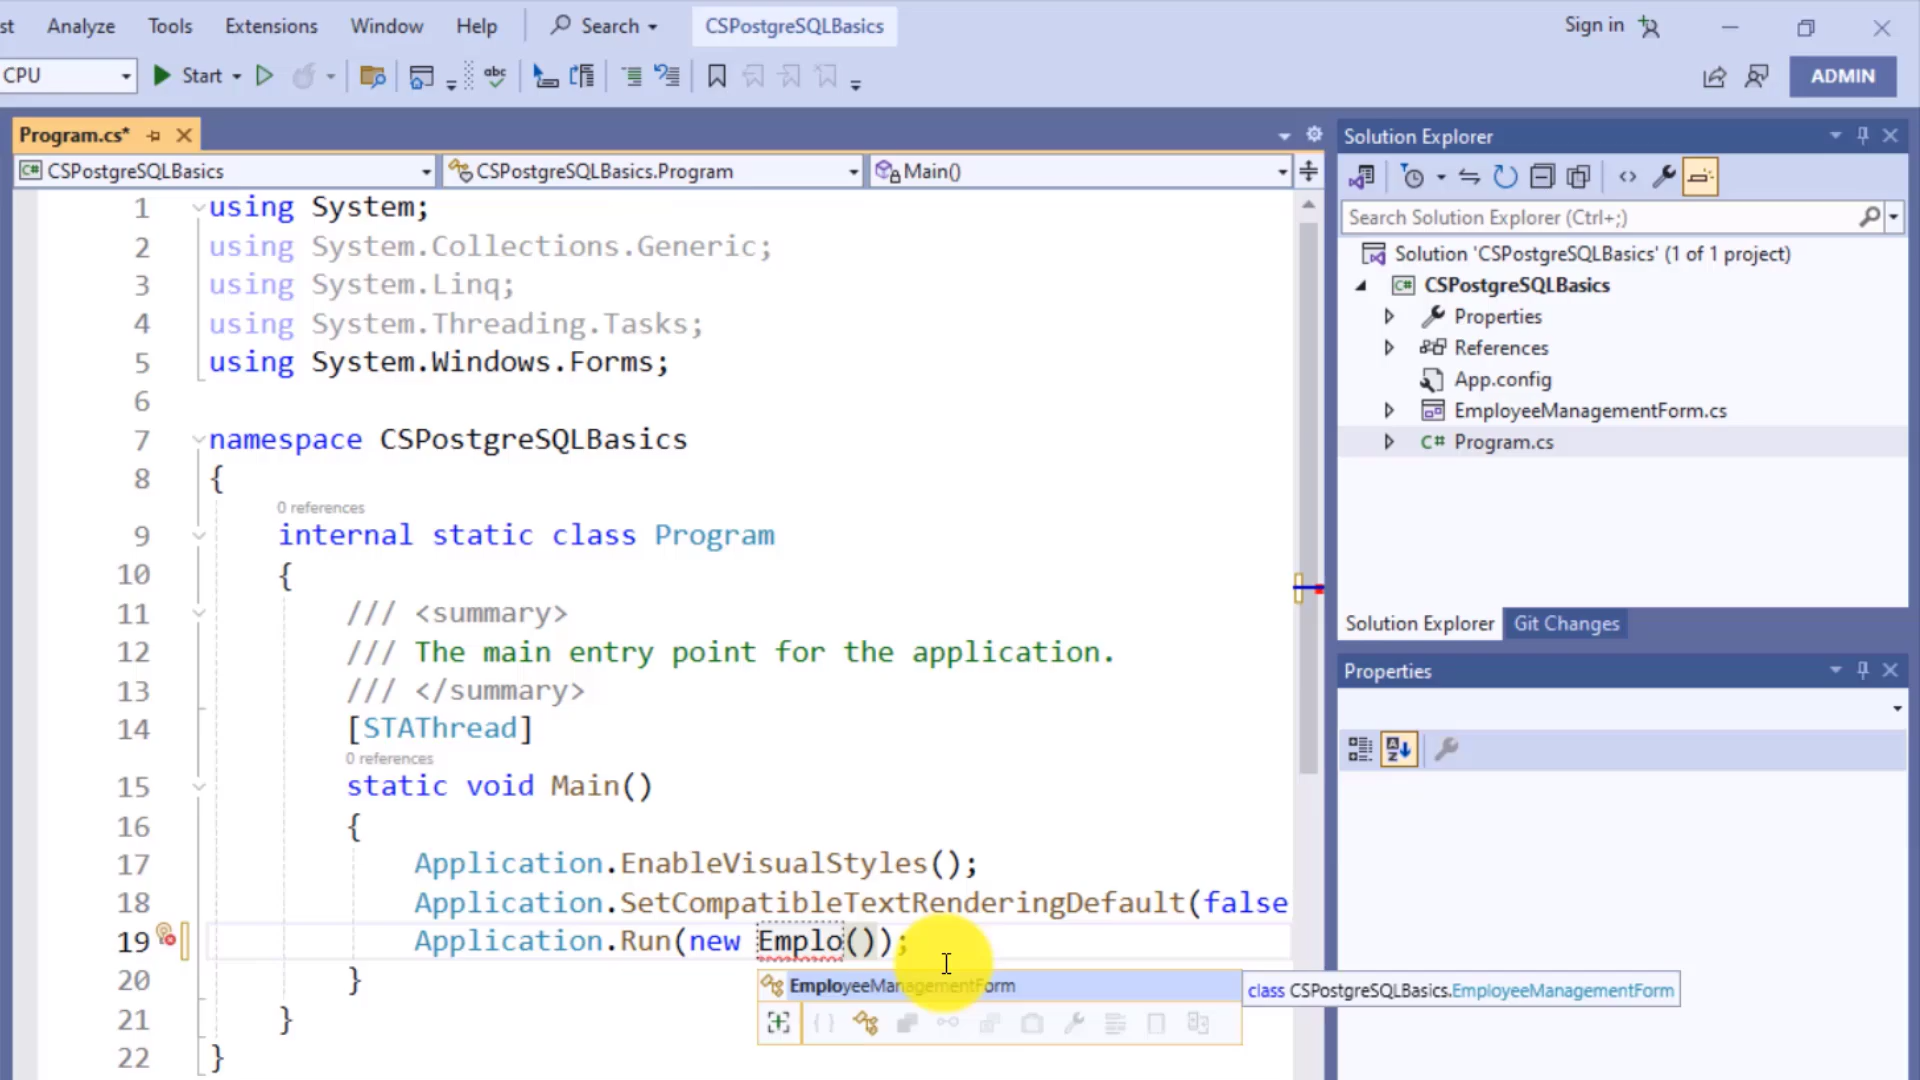 st Analyze Tools Extensions Window Help Search CSPostgreSQLBasics Sign in
CPU Start abc ADMIN
Program.cs*
C# CSPostgreSQLBasics CSPostgreSQLBasics.Program Main()
1 using System;
2 using System.Collections.Generic;
3 using System.Linq;
4 using System.Threading.Tasks;
5 using System.Windows.Forms;
6
7 namespace CSPostgreSQLBasics
8 {
0 references
9 internal static class Program
10 {
11 /// <summary>
12 /// The main entry point for the application.
13 /// </summary>
14 [STAThread]
0 references
15 static void Main()
16 {
17 Application.EnableVisualStyles();
18 Application.SetCompatibleTextRenderingDefault(false
19 Application.Run(new Emplo());
EmployeeManagementForm
class CSPostgreSQLBasics.EmployeeManagementForm
20 }
21 }
22 }
Solution Explorer
Search Solution Explorer (Ctrl+;)
Solution 'CSPostgreSQLBasics' (1 of 1 project)
C# CSPostgreSQLBasics
Properties
References
App.config
EmployeeManagementForm.cs
C# Program.cs
Solution Explorer Git Changes
Properties